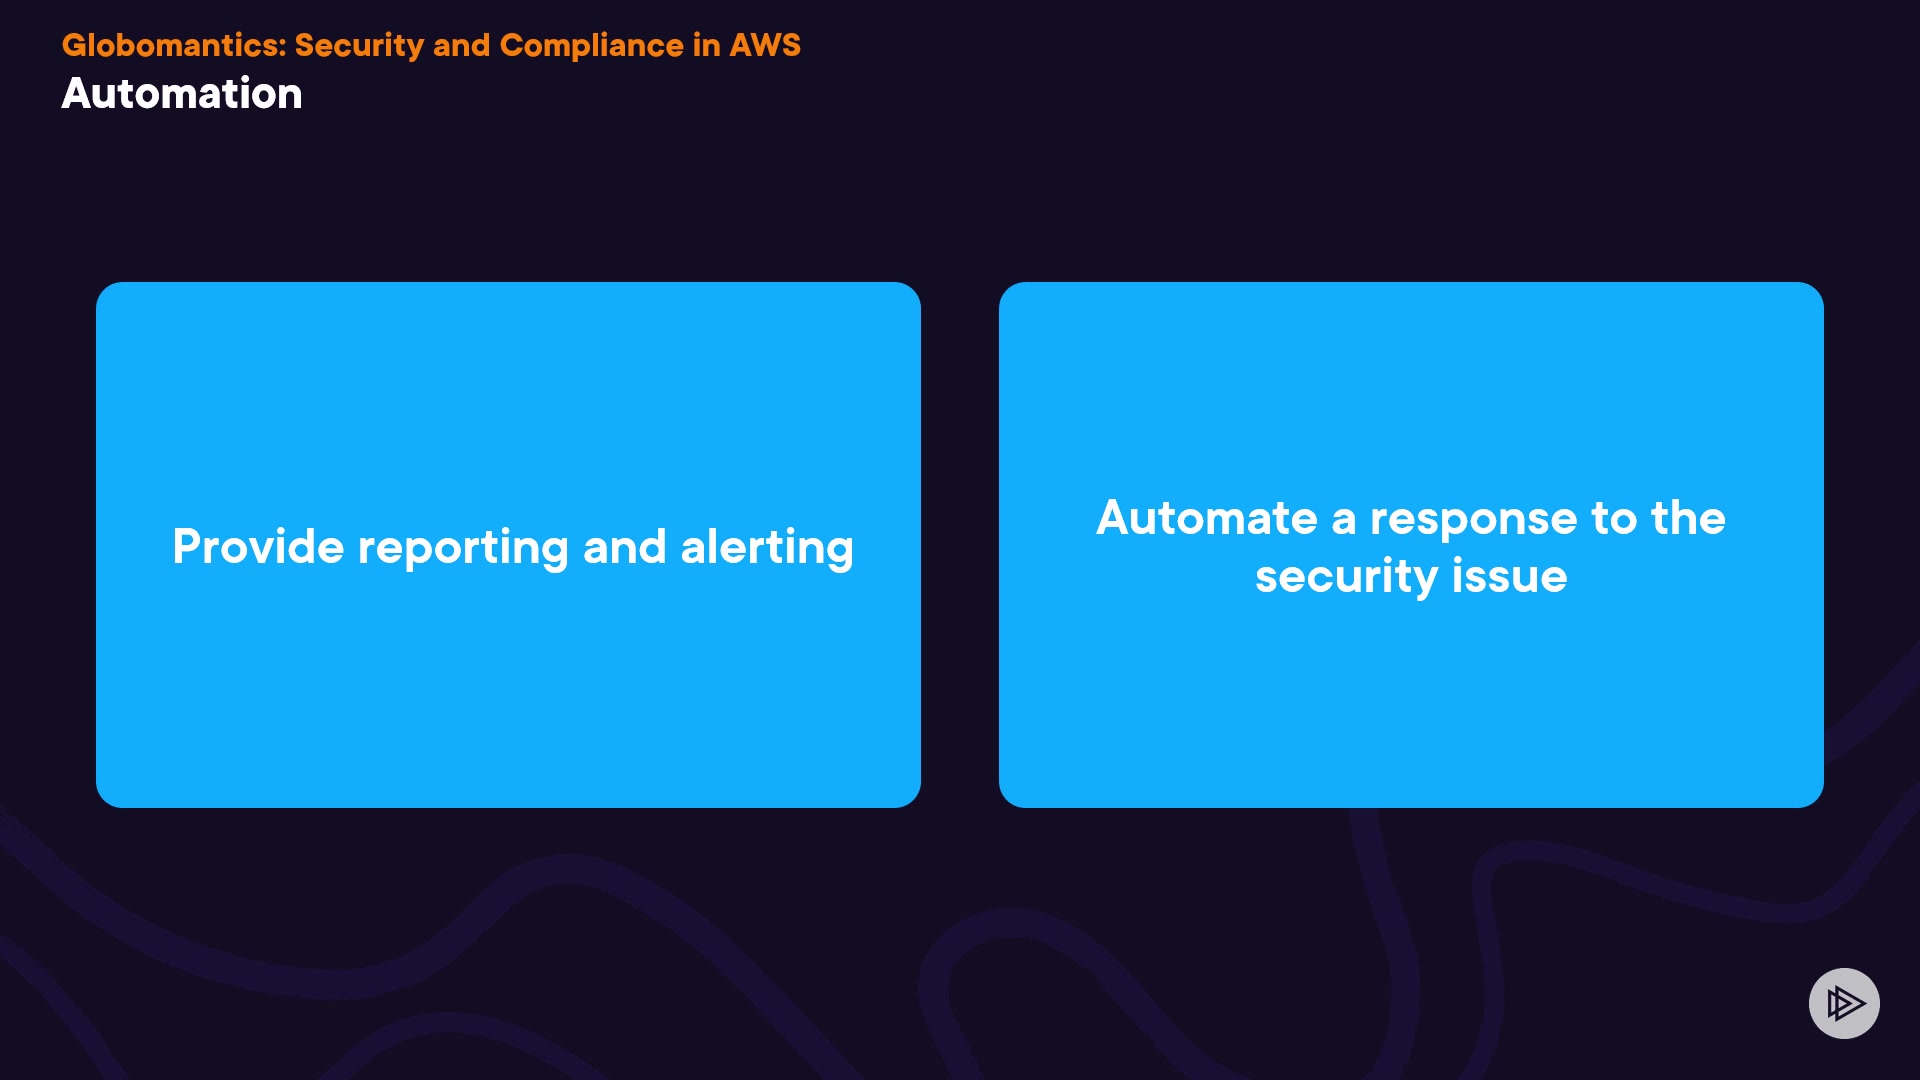 Globomantics: Security and Compliance in AWS
Automation
Provide reporting and alerting
Automate a response to the
security issue